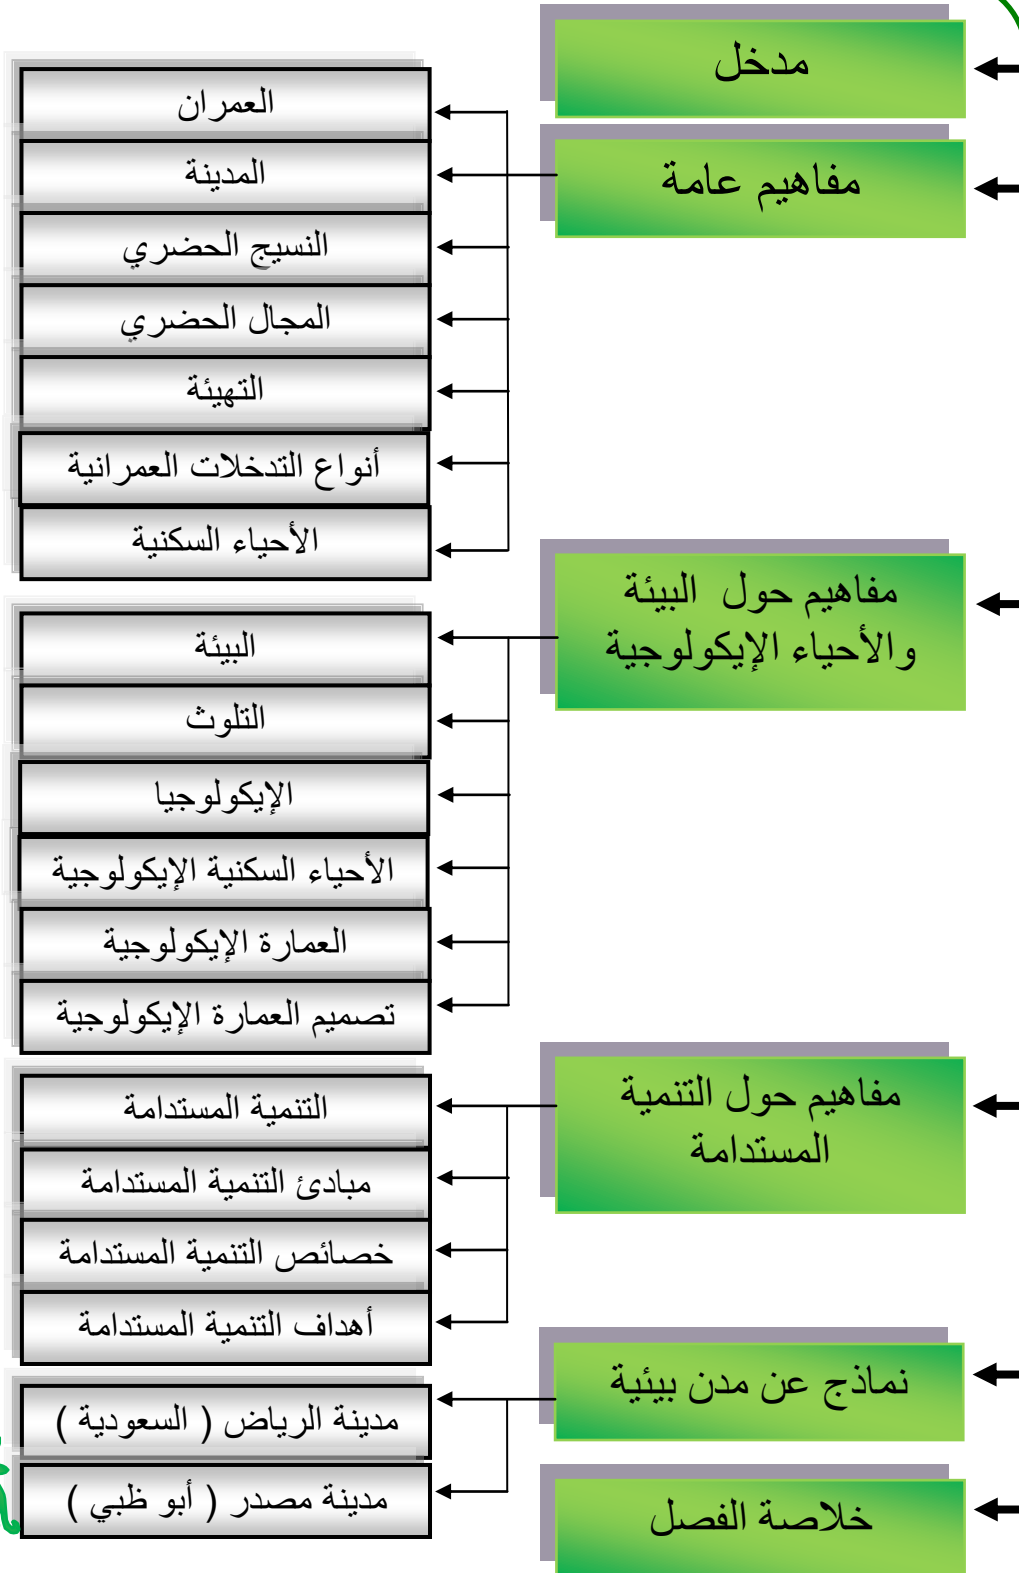 مدخل
مفاهيم عامة
العمران
المدينة
النسيج الحضري
المجال الحضري
التهيئة
أنواع التدخلات العمرانية
الأحياء السكنية
مفاهيم حول البيئة
والأحياء الإيكولوجية
البيئة
التلوث
الإيكولوجيا
الأحياء السكنية الإيكولوجية
العمارة الإيكولوجية
تصميم العمارة الإيكولوجية
مفاهيم حول التنمية
المستدامة
التنمية المستدامة
مبادئ التنمية المستدامة
خصائص التنمية المستدامة
أهداف التنمية المستدامة
نماذج عن مدن بيئية
مدينة الرياض ( السعودية )
مدينة مصدر ( أبو ظبي )
خلاصة الفصل